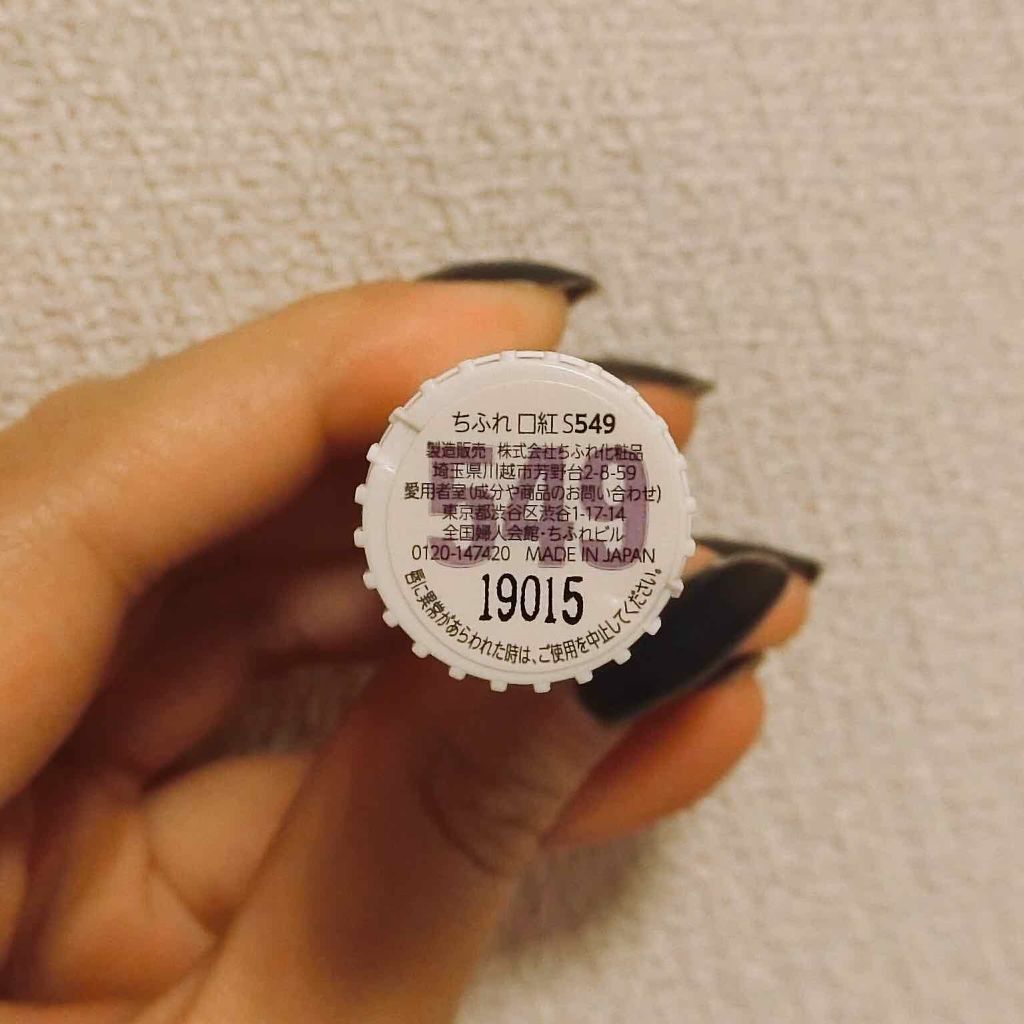 ちふれ 口紅 S549
製造販売 株式会社ちふれ化粧品
埼玉県川越市芳野台2-8-59
愛用者室(成分や商品のお問い合わせ)
東京都渋谷区渋谷1-17-14
全国婦人会館・ちふれビル
0120-147420 MADE IN JAPAN
549
19015
唇に異常があらわれた時は、ご使用を中止してください。